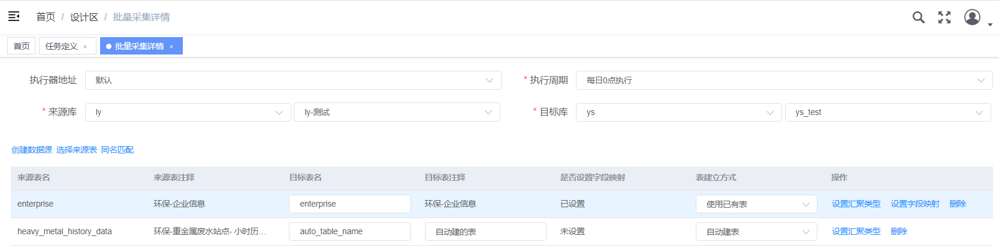 首页 / 设计区 / 批量采集详情
首页 任务定义 × 批量采集详情 ×
执行器地址 默认 * 执行周期 每日0点执行
* 来源库 ly ly-测试 * 目标库 ys ys_test
创建数据源 选择来源表 同名匹配
来源表名 来源表注释 目标表名 目标表注释 是否设置字段映射 表建立方式 操作
enterprise 环保-企业信息 enterprise 环保-企业信息 已设置 使用已有表 设置汇聚类型 设置字段映射 删除
heavy_metal_history_data 环保-重金属废水站点- 小时历... auto_table_name 自动建的表 未设置 自动建表 设置汇聚类型 删除